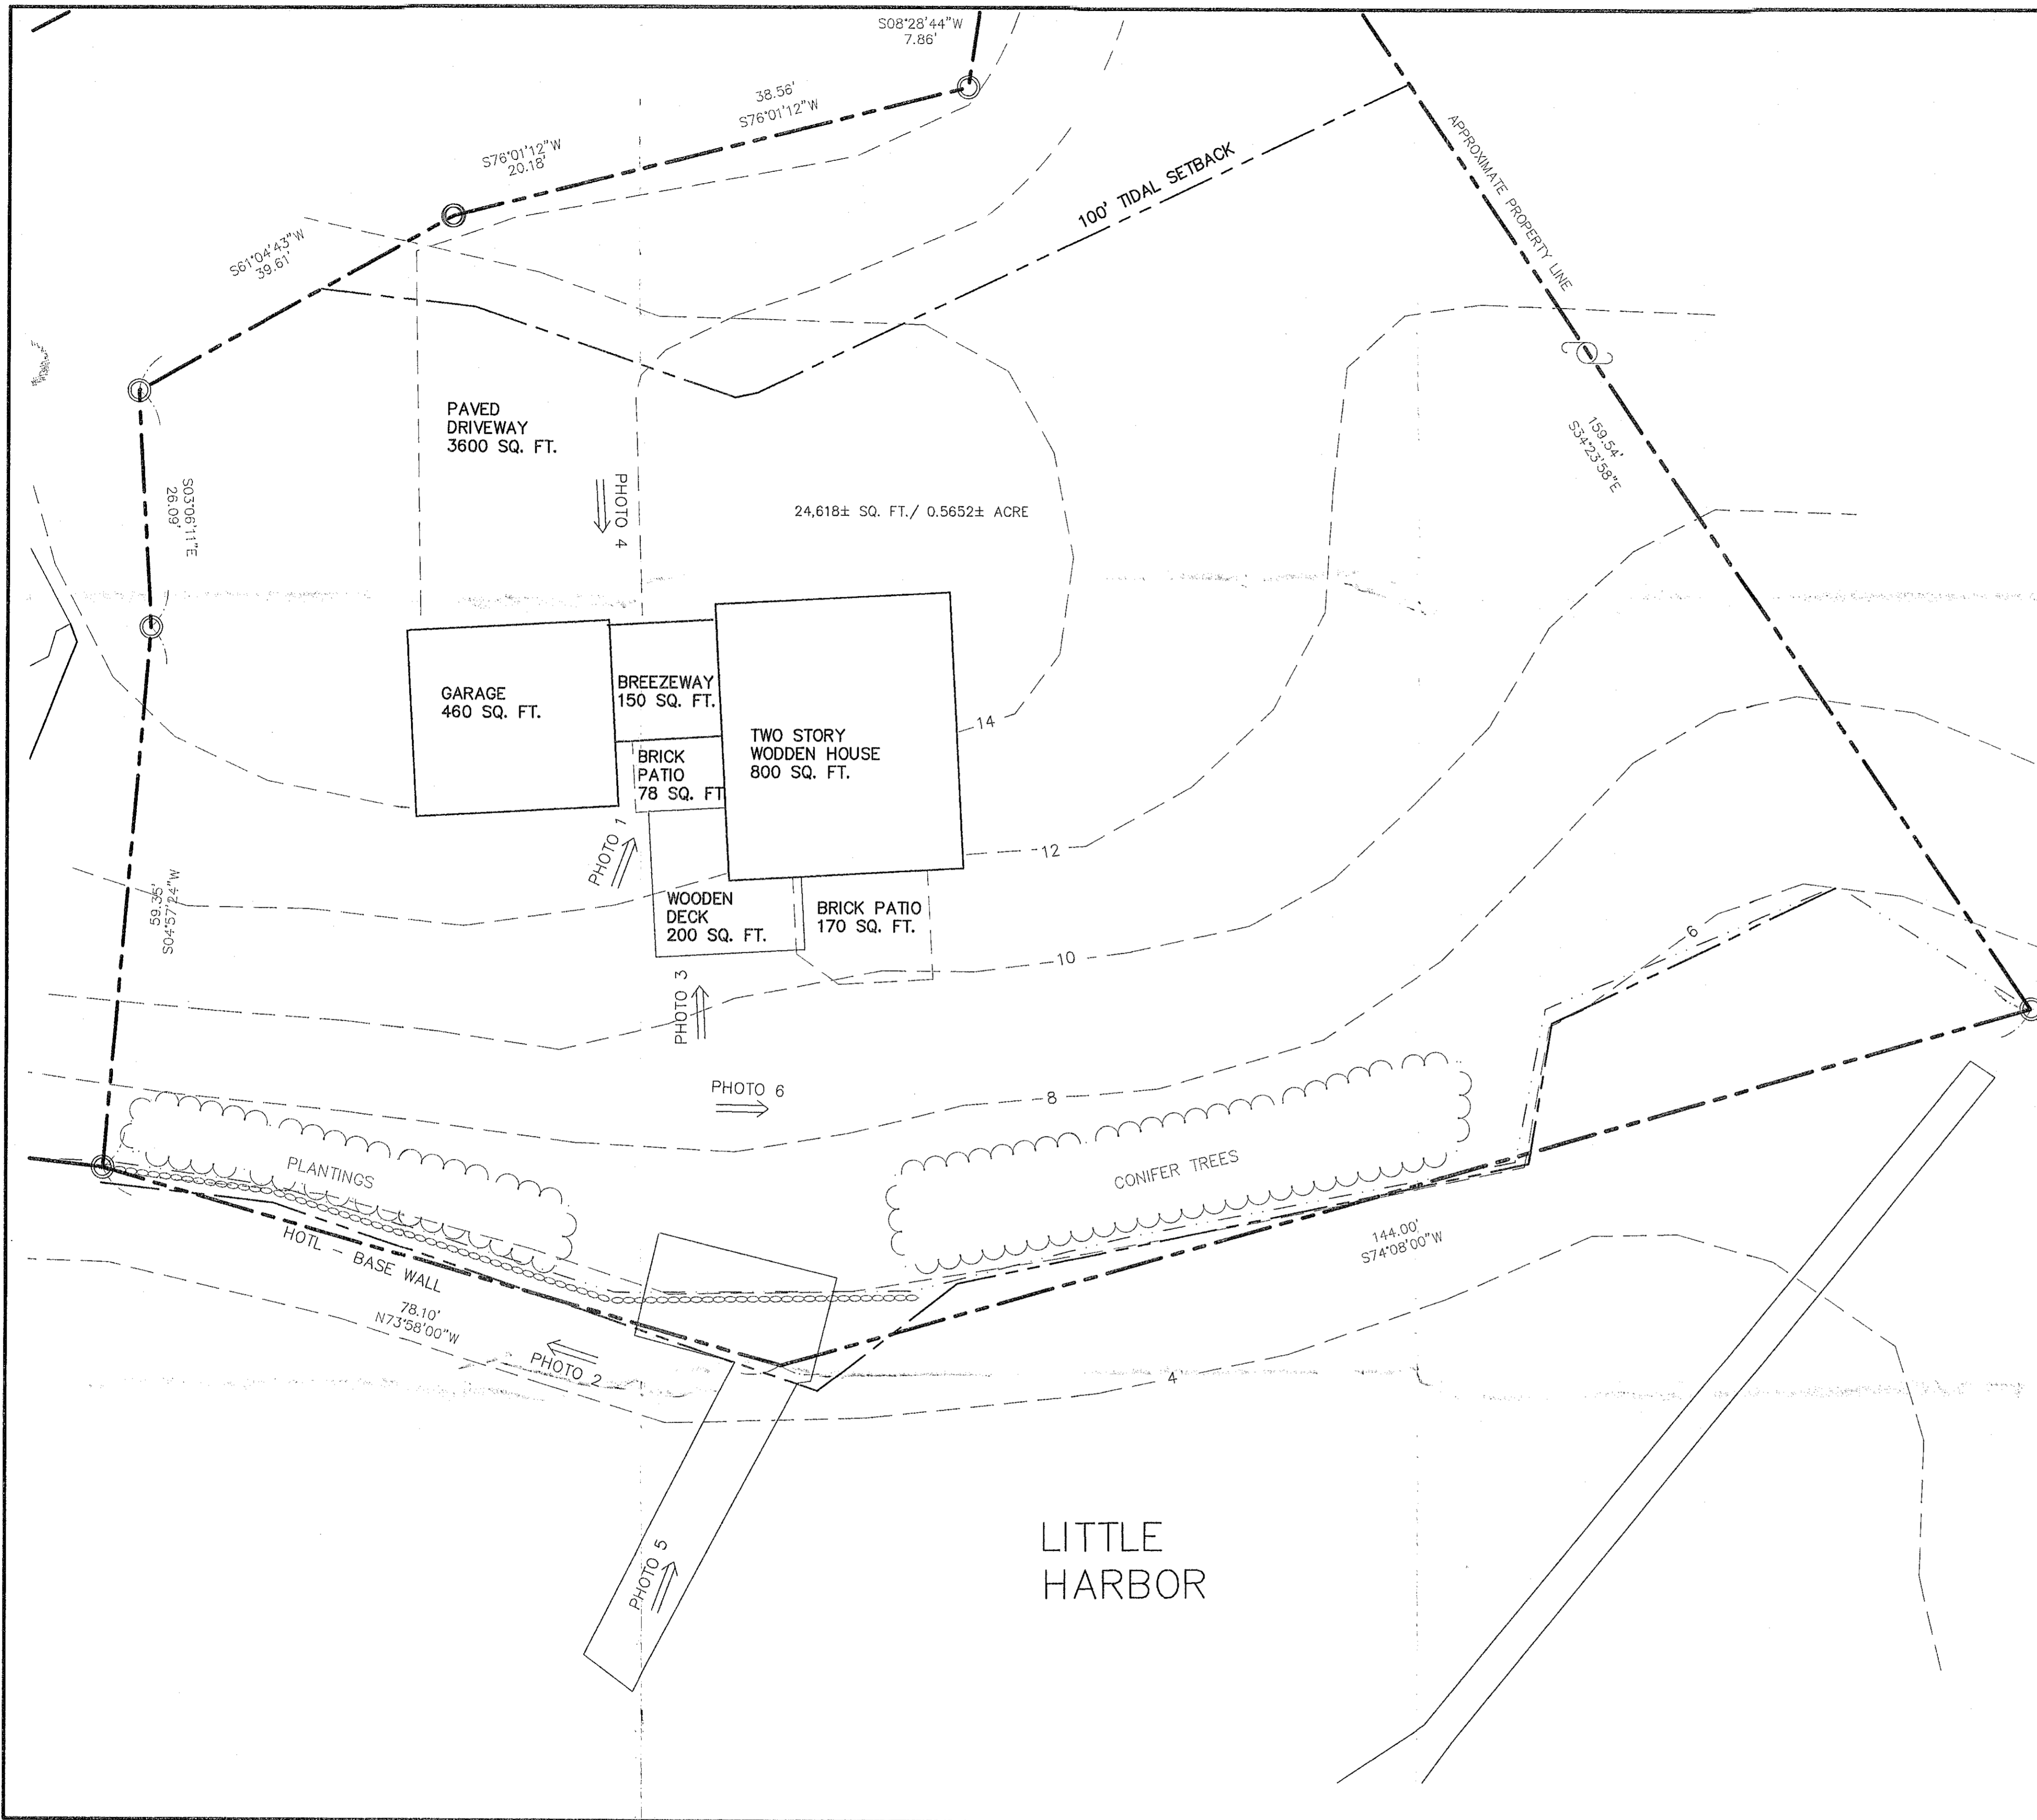 S08°28'44"W
7.86'
38.56'
S76°01'12"W
S76°01'12"W
20.18'
S61°04'43"W
39.61'
100' TIDAL SETBACK
APPROXIMATE PROPERTY LINE
159.54'
S34°23'58"E
PAVED
DRIVEWAY
3600 SQ. FT.
PHOTO 4
24,618± SQ. FT./ 0.5652± ACRE
S03°06'11"E
26.09'
GARAGE
460 SQ. FT.
BREEZEWAY
150 SQ. FT.
BRICK
PATIO
78 SQ. FT
TWO STORY
WODDEN HOUSE
800 SQ. FT.
14
12
PHOTO 1
59.35'
S04°57'24"W
WOODEN
DECK
200 SQ. FT.
BRICK PATIO
170 SQ. FT.
10
6
PHOTO 3
PHOTO 6
8
PLANTINGS
CONIFER TREES
HOTL - BASE WALL
78.10'
N73°58'00"W
144.00'
S74°08'00"W
PHOTO 2
4
PHOTO 5
LITTLE
HARBOR